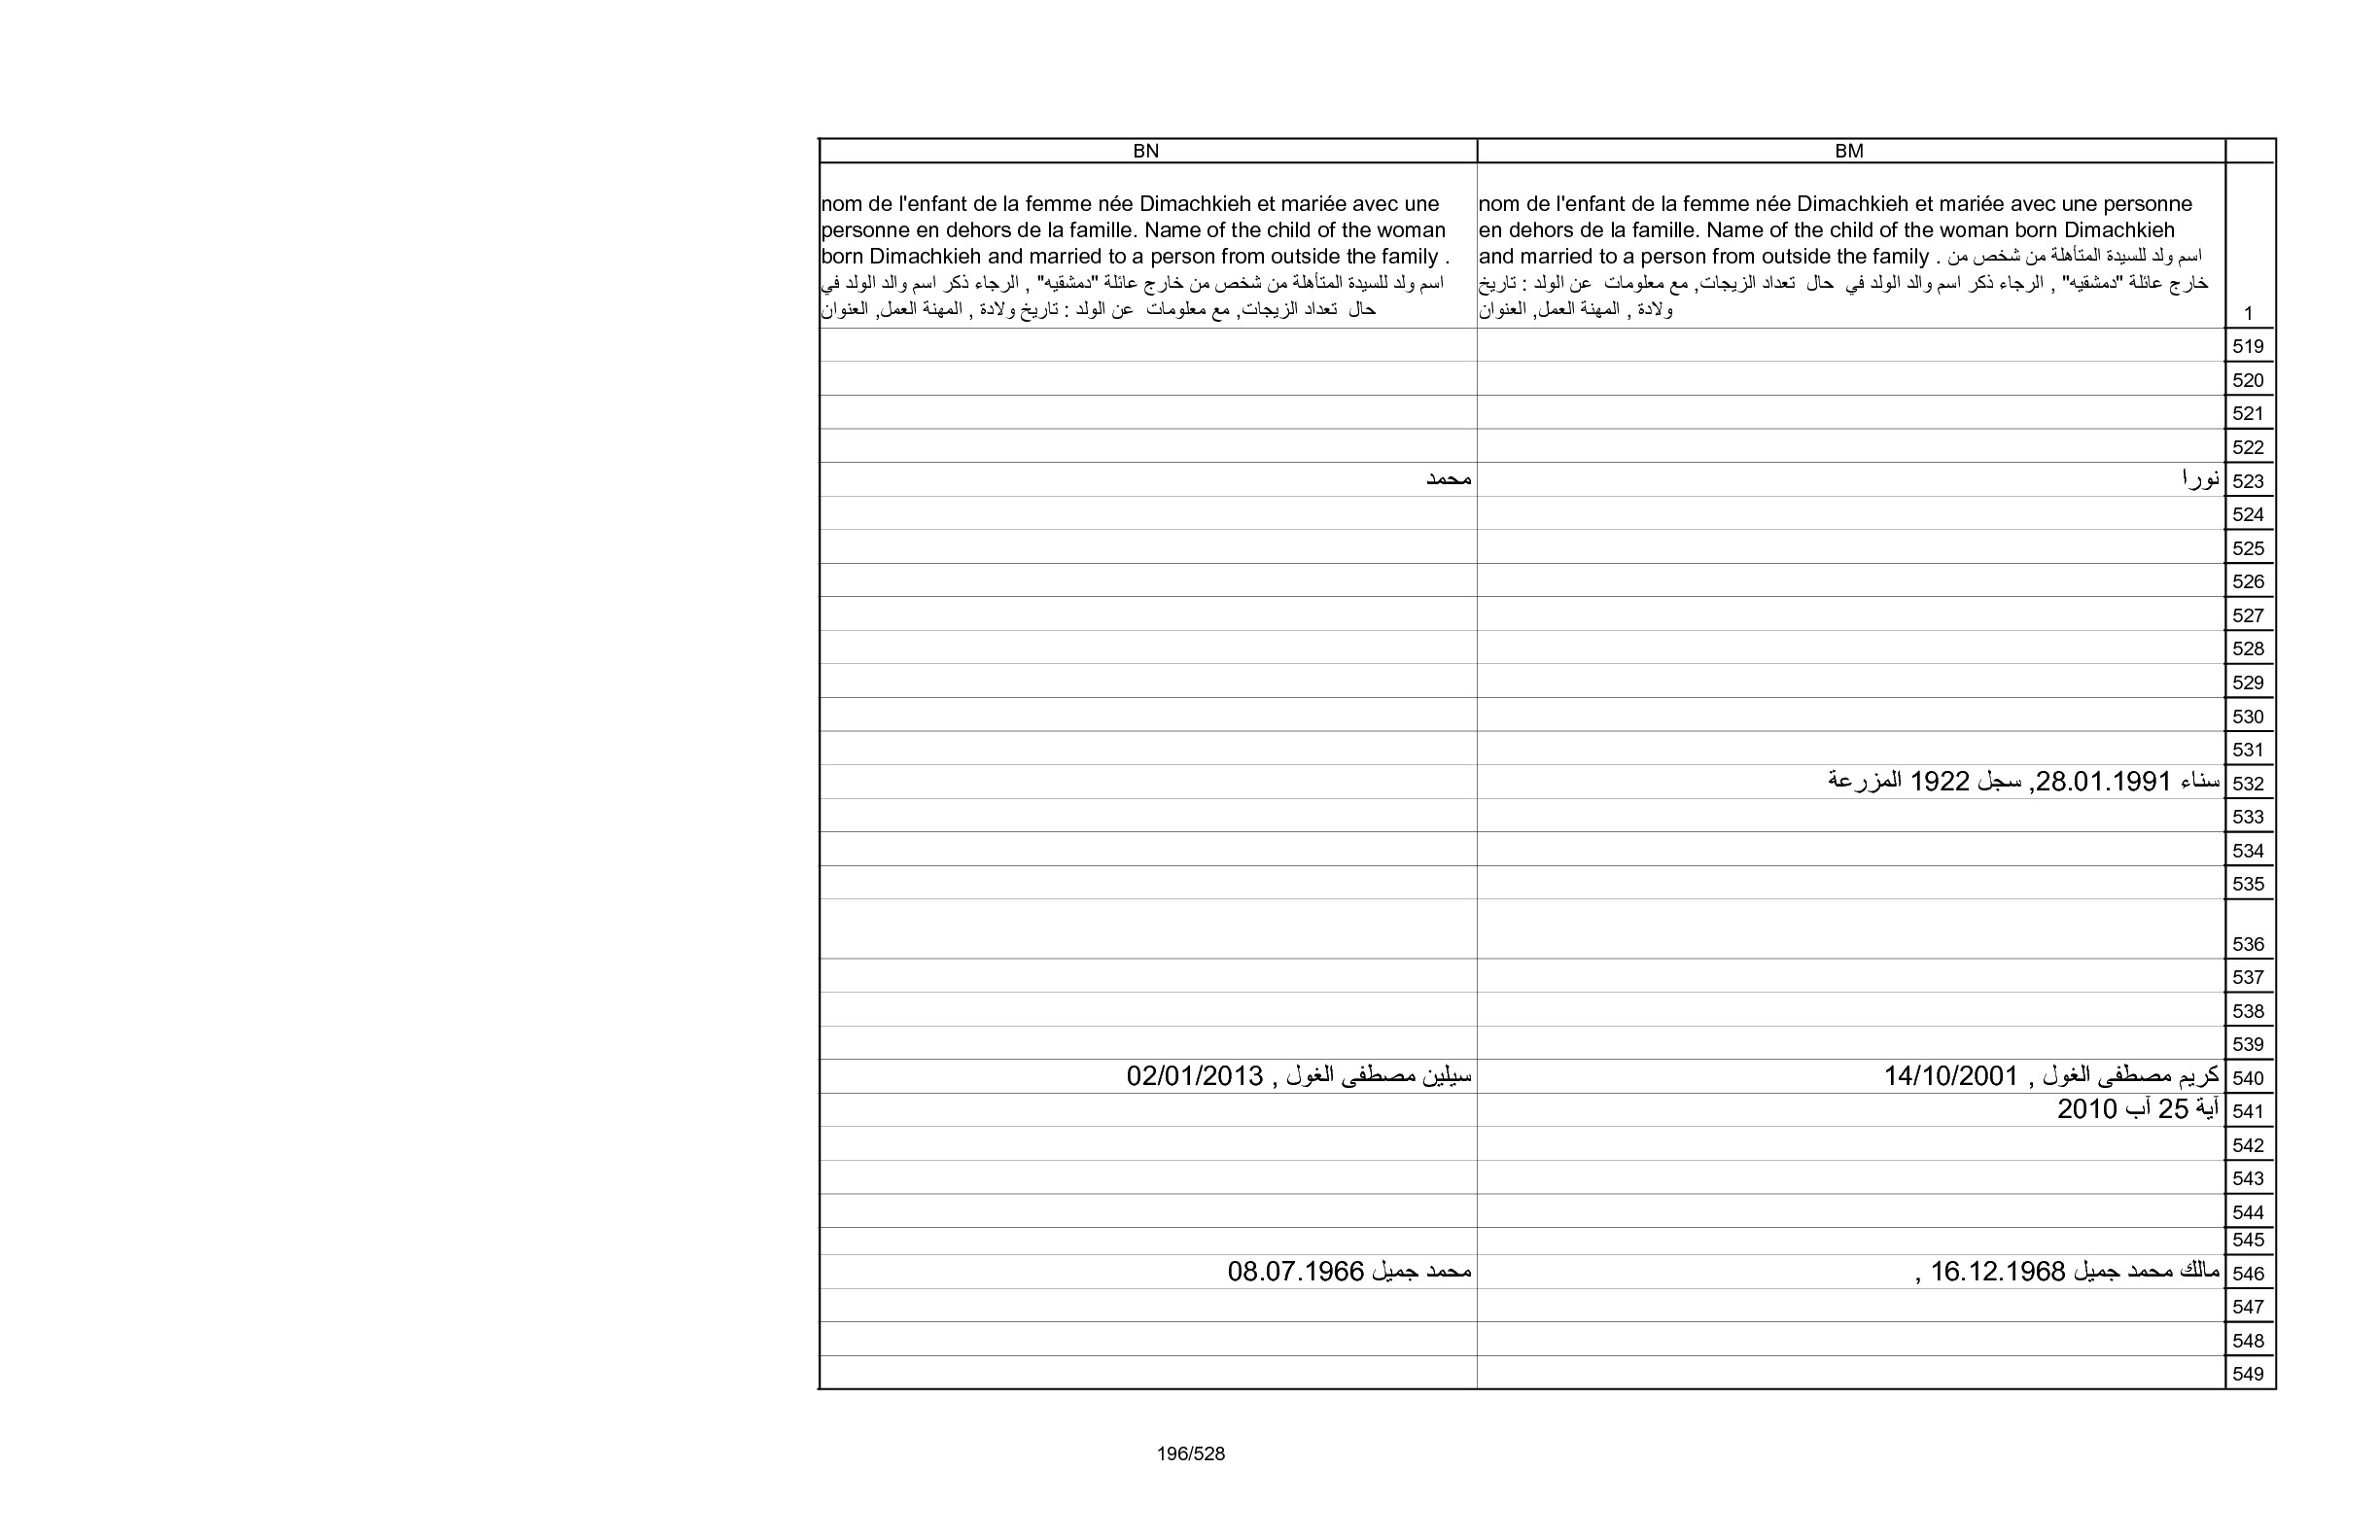 BM
BN
nom de l'enfant de la femme née Dimachkieh et mariée avec une personne
en dehors de la famille. Name of the child of the woman born Dimachkieh
and married to a person from outside the family . اسم ولد للسيدة المتأهلة من شخص من
خارج عائلة "دمشقيه" , الرجاء ذكر اسم والد الولد في حال تعداد الزيجات, مع معلومات عن الولد : تاريخ
ولادة , المهنة العمل, العنوان
nom de l'enfant de la femme née Dimachkieh et mariée avec une
personne en dehors de la famille. Name of the child of the woman
born Dimachkieh and married to a person from outside the family .
اسم ولد للسيدة المتأهلة من شخص من خارج عائلة "دمشقيه" , الرجاء ذكر اسم والد الولد في
حال تعداد الزيجات, مع معلومات عن الولد : تاريخ ولادة , المهنة العمل, العنوان
1
519
520
521
522
523 نورا محمد
524
525
526
527
528
529
530
531
532 سناء 28.01.1991, سجل 1922 المزرعة
533
534
535
536
537
538
539
540 كريم مصطفى الغول , 14/10/2001 سيلين مصطفى الغول , 02/01/2013
541 آية 25 آب 2010
542
543
544
545
546 مالك محمد جميل 16.12.1968 , محمد جميل 08.07.1966
547
548
549
196/528